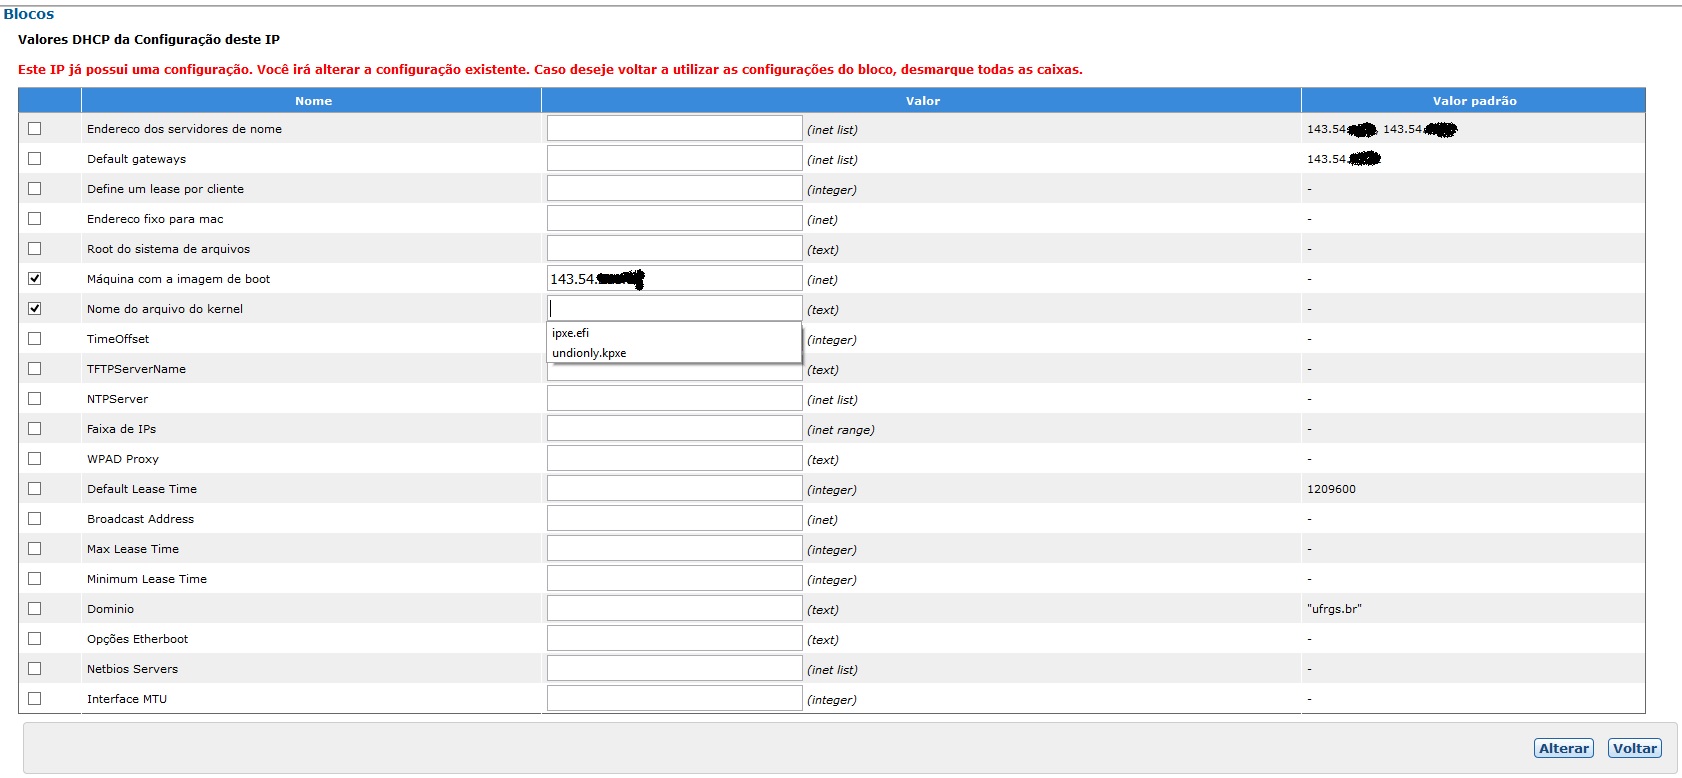 Blocos
Valores DHCP da Configuração deste IP
Este IP já possui uma configuração. Você irá alterar a configuração existente. Caso deseje voltar a utilizar as configurações do bloco, desmarque todas as caixas.
Nome Valor Valor padrão
Endereco dos servidores de nome (inet list) 143.54. 143.54.
Default gateways (inet list) 143.54.
Define um lease por cliente (integer) -
Endereco fixo para mac (inet) -
Root do sistema de arquivos (text) -
Máquina com a imagem de boot 143.54. (inet) -
Nome do arquivo do kernel (text) -
ipxe.efi
TimeOffset (integer) -
undionly.kpxe
TFTPServerName (text) -
NTPServer (inet list) -
Faixa de IPs (inet range) -
WPAD Proxy (text) -
Default Lease Time (integer) 1209600
Broadcast Address (inet) -
Max Lease Time (integer) -
Minimum Lease Time (integer) -
Dominio (text) "ufrgs.br"
Opções Etherboot (text) -
Netbios Servers (inet list) -
Interface MTU (integer) -
Alterar Voltar